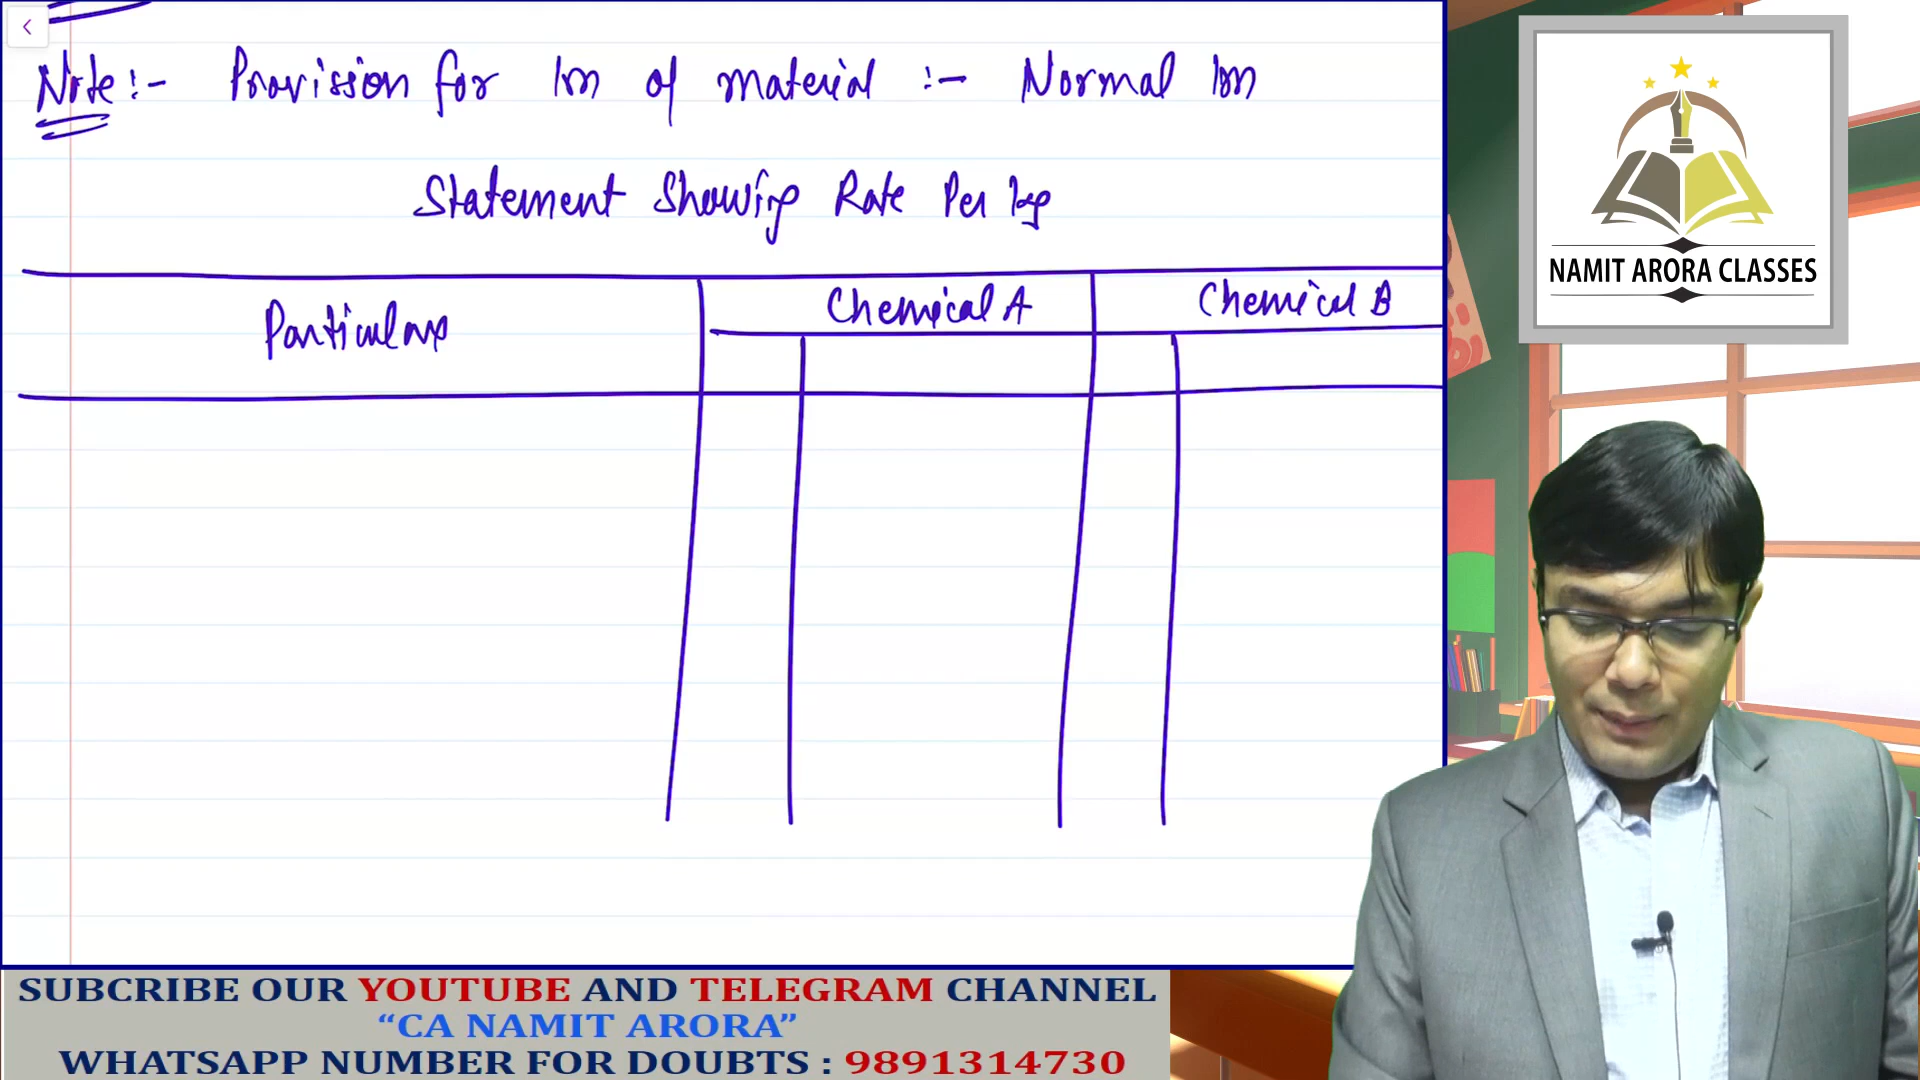 Note :- Provission for loss of material :- Normal loss
Statement Showing Rate Per kg
Particulars
Chemical A
Chemical B
NAMIT ARORA CLASSES
SUBCRIBE OUR YOUTUBE AND TELEGRAM CHANNEL
“CA NAMIT ARORA”
WHATSAPP NUMBER FOR DOUBTS : 9891314730